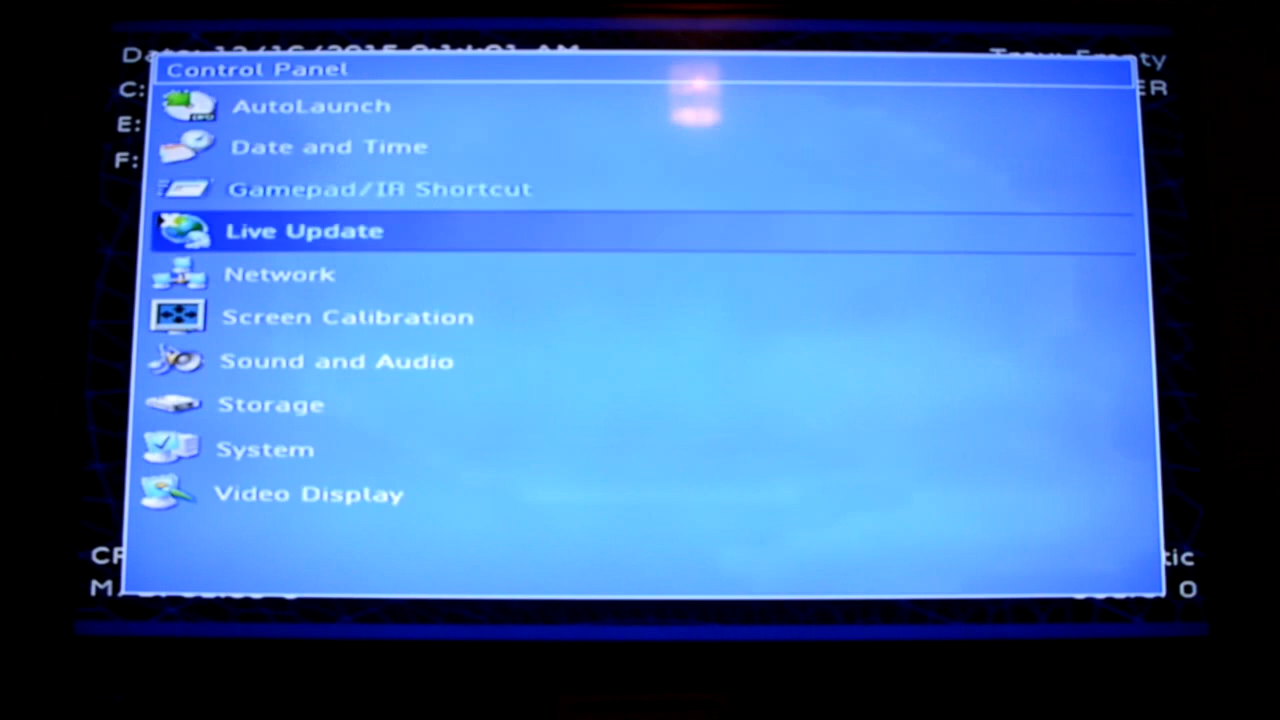 Control Panel
C:
E:
F:
AutoLaunch
Date and Time
Gamepad/IR Shortcut
Live Update
Network
Screen Calibration
Sound and Audio
Storage
System
Video Display